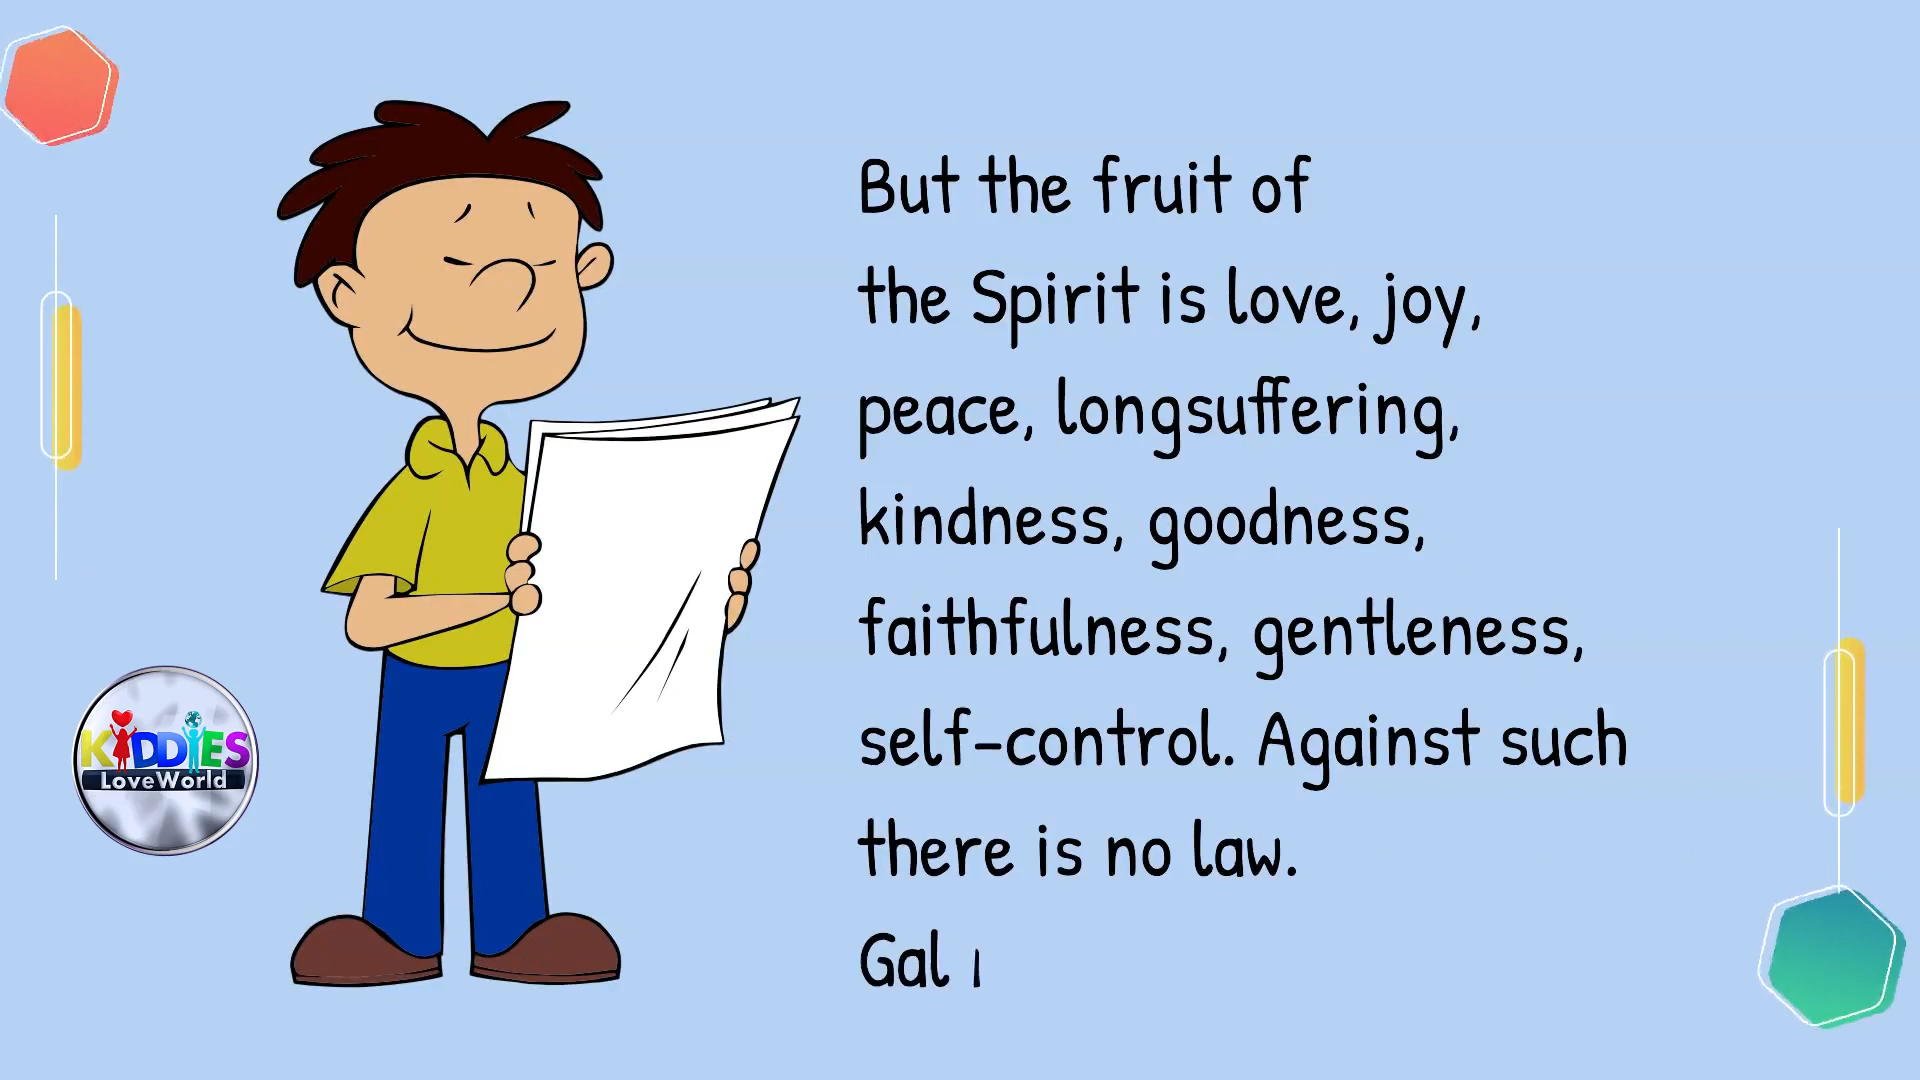 But the fruit of
the Spirit is love, joy,
peace, longsuffering,
kindness, goodness,
faithfulness, gentleness,
self-control. Against such
there is no law.
Gal
KIDDIES
LoveWorld